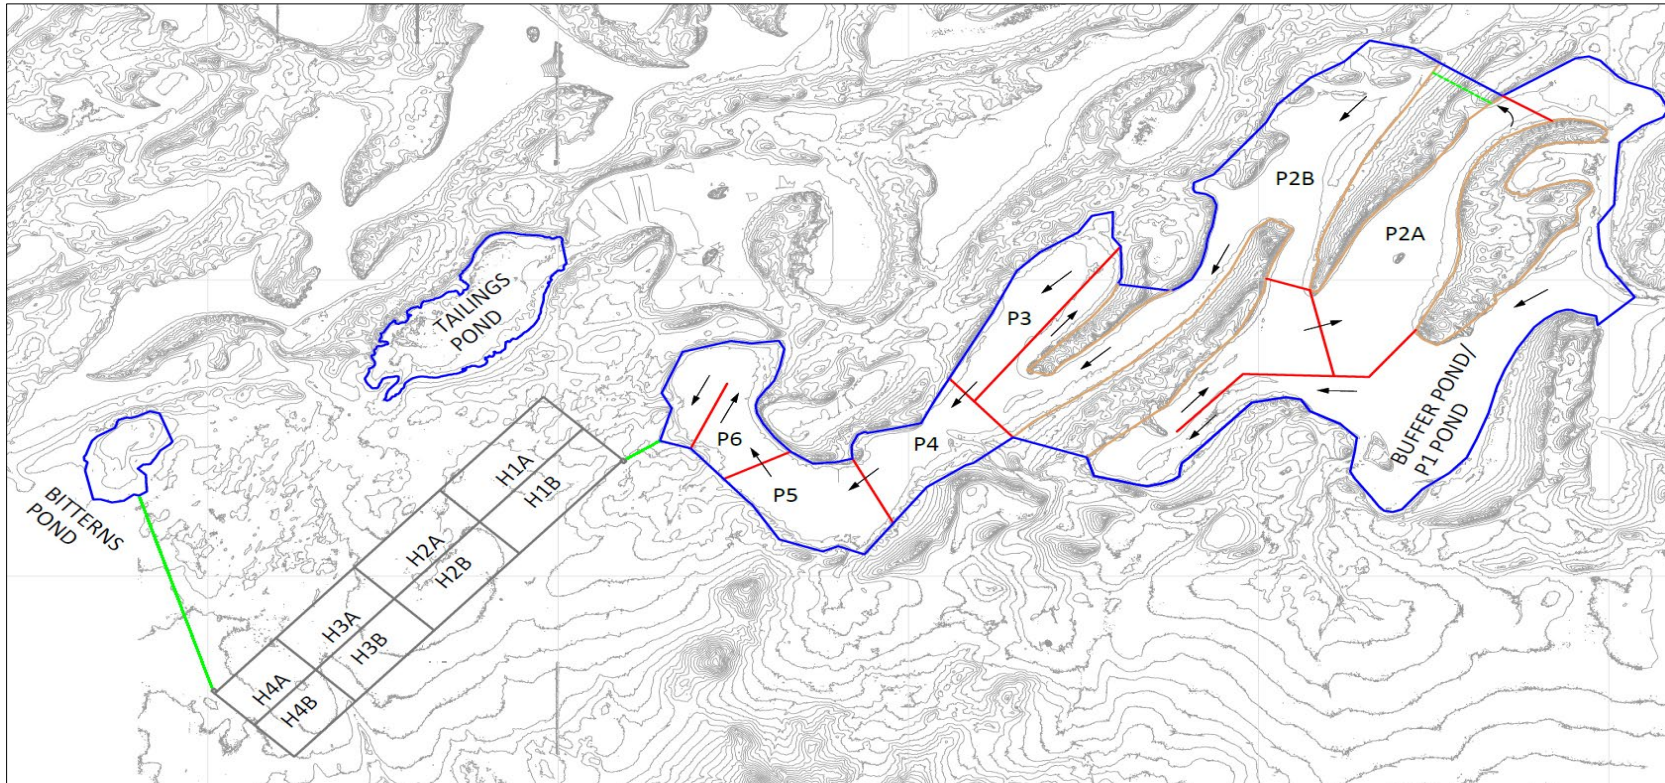 P2B
P2A
P3
TAILINGS
POND
BUFFER POND/
P1 POND
P4
P6
P5
H1A
H1B
BITTERNS
POND
H2A
H2B
H3A
H3B
H4A
H4B